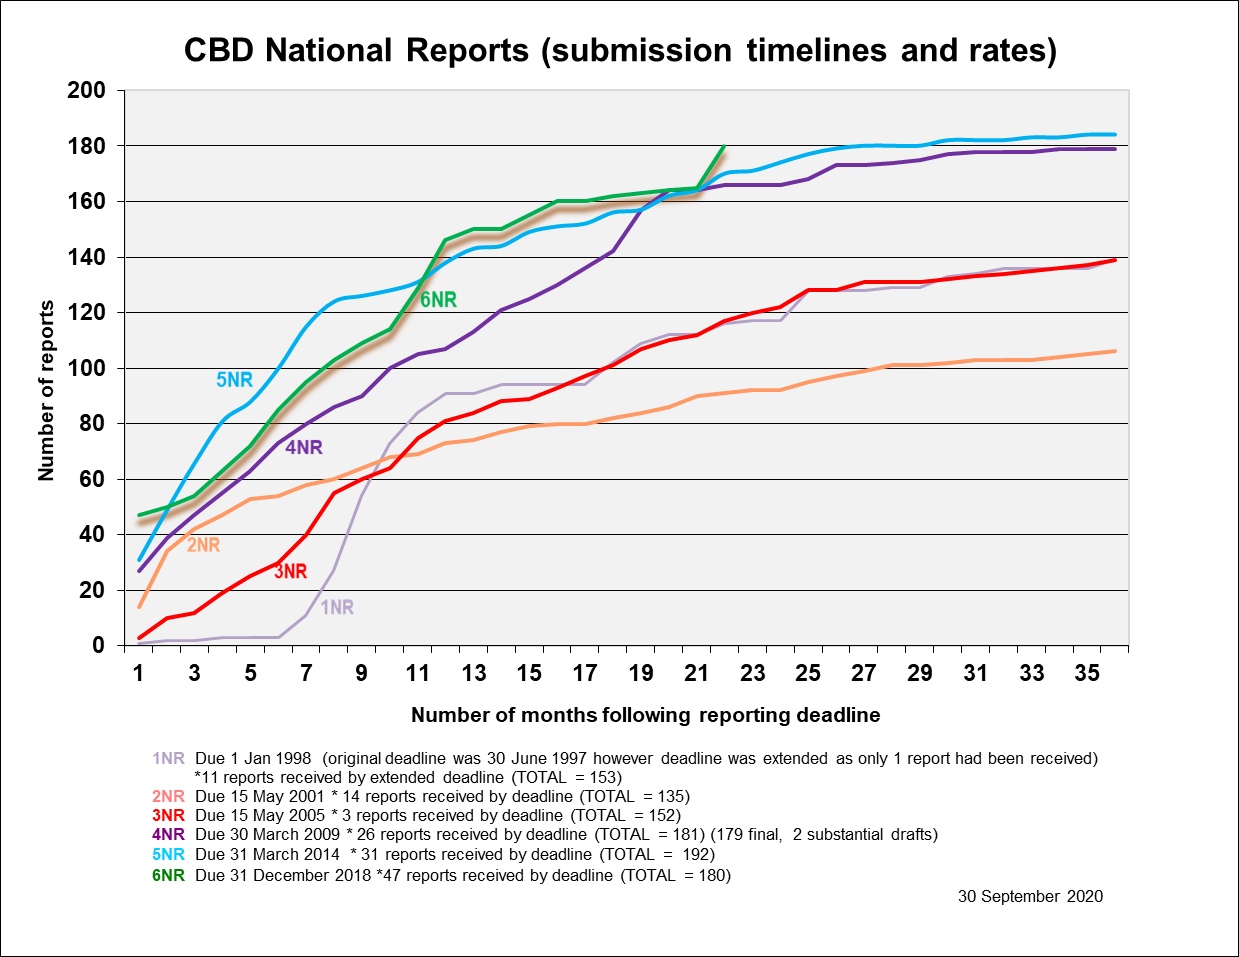 CBD National Reports (submission timelines and rates)
200
180
160
140
120
100
80
60
40
20
0
Number of reports
5NR
6NR
4NR
2NR
3NR
1NR
1 3 5 7 9 11 13 15 17 19 21 23 25 27 29 31 33 35
Number of months following reporting deadline
1NR Due 1 Jan 1998 (original deadline was 30 June 1997 however deadline was extended as only 1 report had been received)
*11 reports received by extended deadline (TOTAL = 153)
2NR Due 15 May 2001 * 14 reports received by deadline (TOTAL = 135)
3NR Due 15 May 2005 * 3 reports received by deadline (TOTAL = 152)
4NR Due 30 March 2009 * 26 reports received by deadline (TOTAL = 181) (179 final, 2 substantial drafts)
5NR Due 31 March 2014 * 31 reports received by deadline (TOTAL = 192)
6NR Due 31 December 2018 *47 reports received by deadline (TOTAL = 180)
30 September 2020